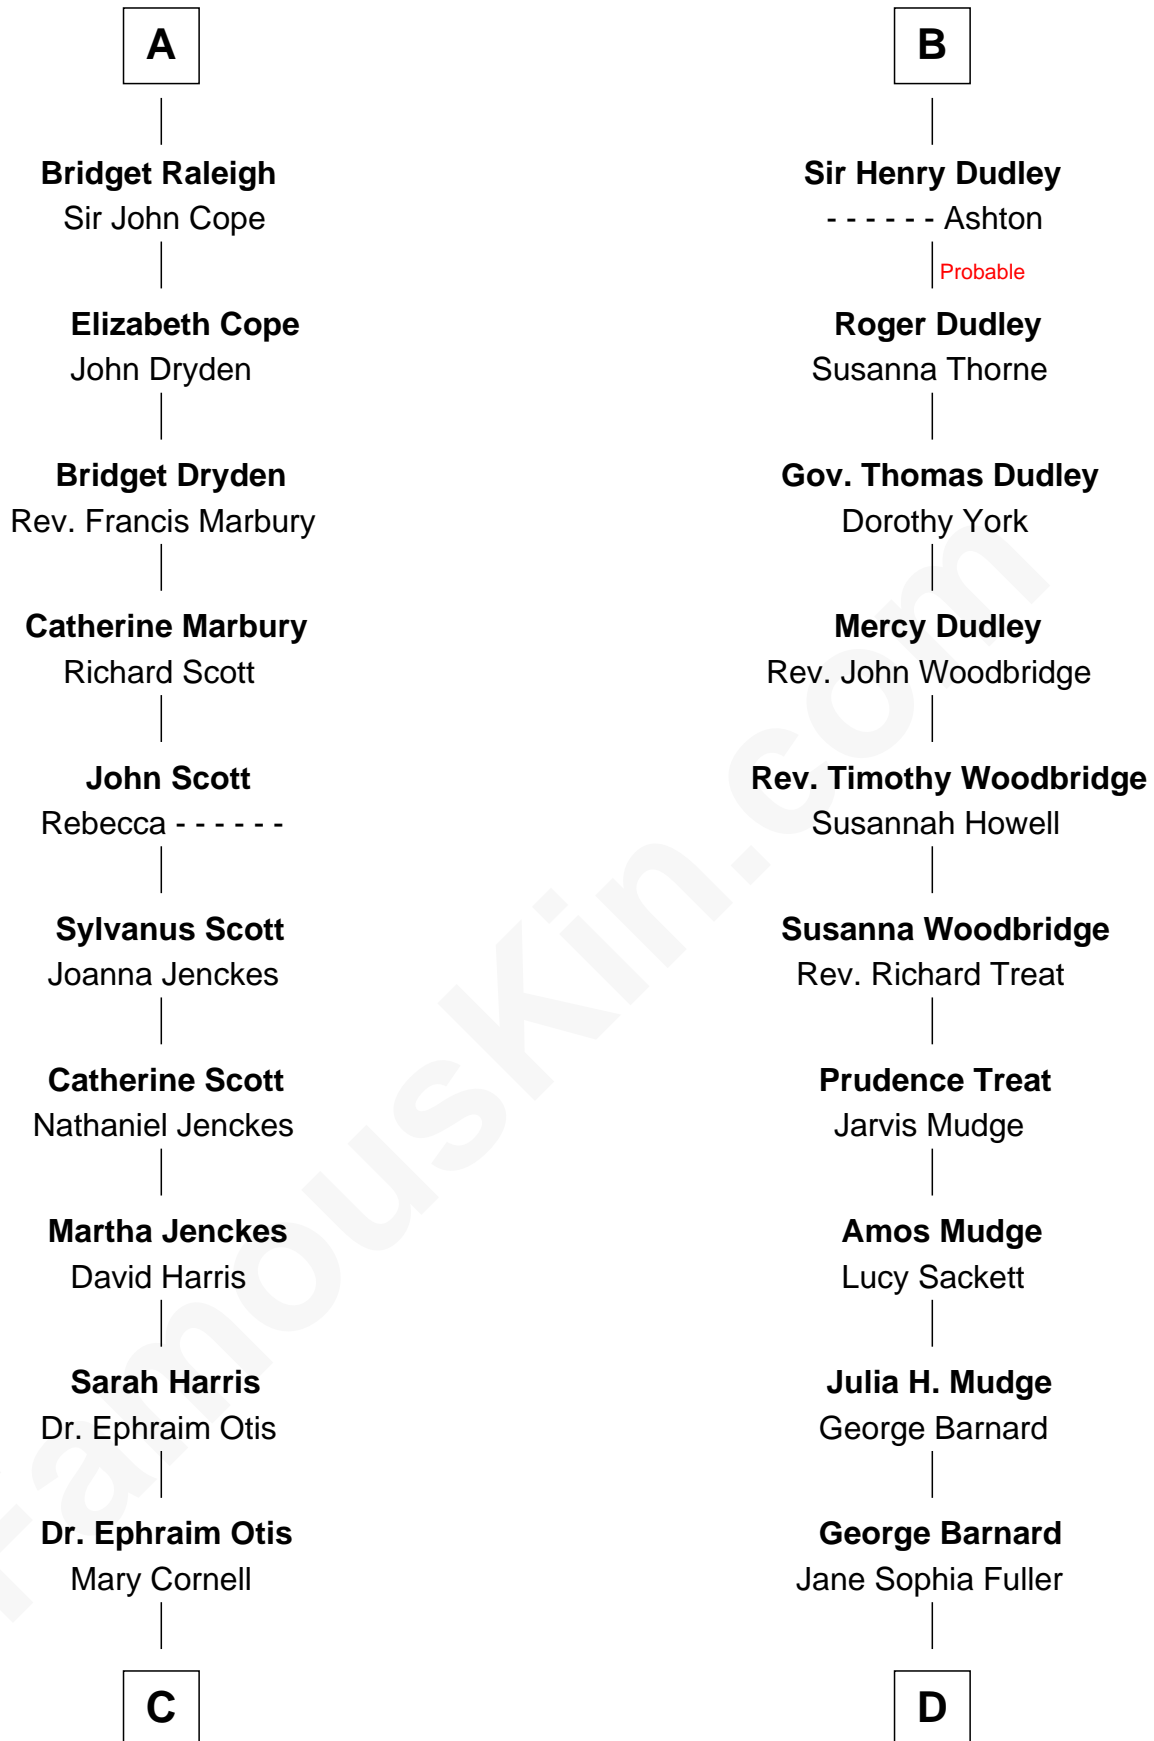 A
Bridget Raleigh
Sir John Cope
Elizabeth Cope
John Dryden
Bridget Dryden
Rev. Francis Marbury
Catherine Marbury
Richard Scott
John Scott
Rebecca - - - - - -
Sylvanus Scott
Joanna Jenckes
Catherine Scott
Nathaniel Jenckes
Martha Jenckes
David Harris
Sarah Harris
Dr. Ephraim Otis
Dr. Ephraim Otis
Mary Cornell
C
B
Sir Henry Dudley
- - - - - - Ashton
Probable
Roger Dudley
Susanna Thorne
Gov. Thomas Dudley
Dorothy York
Mercy Dudley
Rev. John Woodbridge
Rev. Timothy Woodbridge
Susannah Howell
Susanna Woodbridge
Rev. Richard Treat
Prudence Treat
Jarvis Mudge
Amos Mudge
Lucy Sackett
Julia H. Mudge
George Barnard
George Barnard
Jane Sophia Fuller
D
FamousKin.com